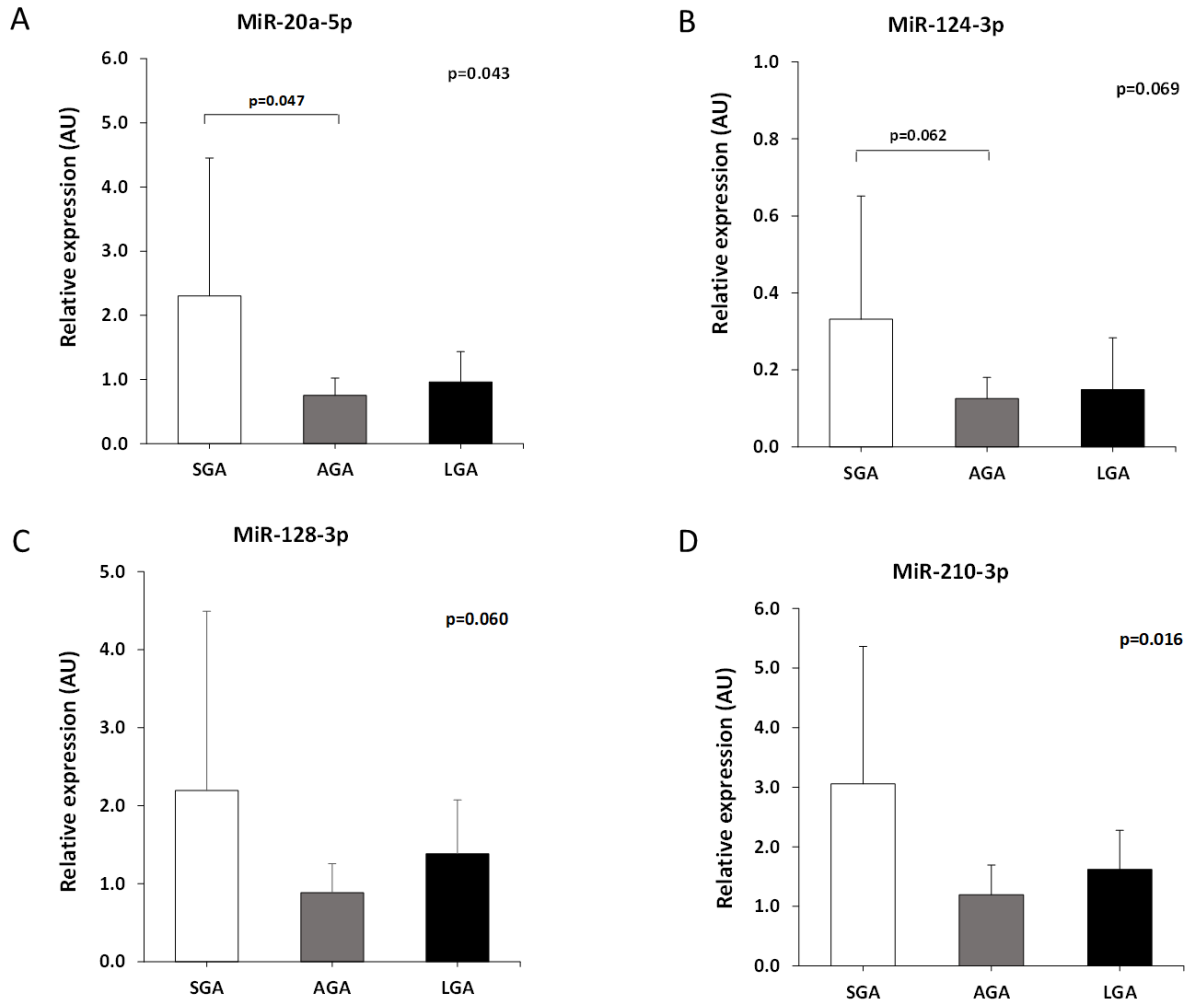 A
MiR-20a-5p
Relative expression (AU)
6.0
5.0
4.0
3.0
2.0
1.0
0.0
p=0.043
p=0.047
SGA AGA LGA
B
MiR-124-3p
Relative expression (AU)
1.0
0.8
0.6
0.4
0.2
0.0
p=0.069
p=0.062
SGA AGA LGA
C
MiR-128-3p
Relative expression (AU)
5.0
4.0
3.0
2.0
1.0
0.0
p=0.060
SGA AGA LGA
D
MiR-210-3p
Relative expression (AU)
6.0
5.0
4.0
3.0
2.0
1.0
0.0
p=0.016
SGA AGA LGA